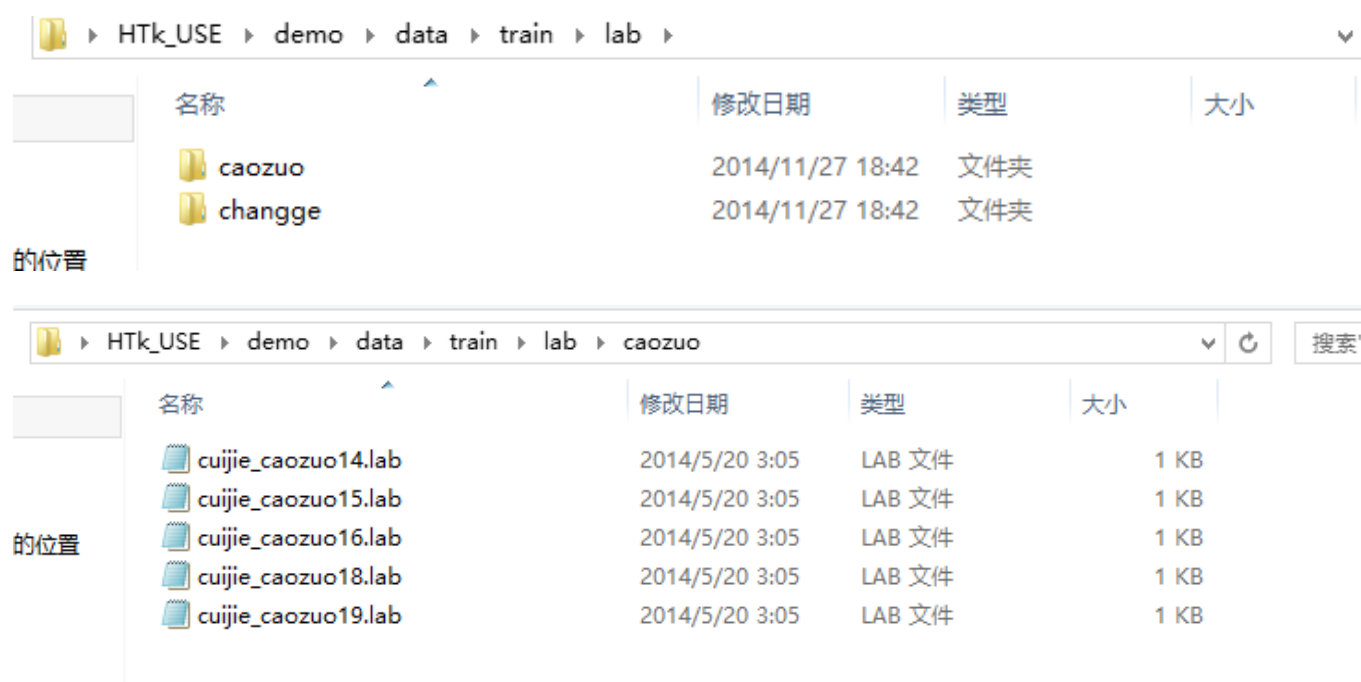 HTk_USE demo data train lab
名称 修改日期 类型 大小
caozuo 2014/11/27 18:42 文件夹
changge 2014/11/27 18:42 文件夹
的位置
HTk_USE demo data train lab caozuo 搜索"
名称 修改日期 类型 大小
cuijie_caozuo14.lab 2014/5/20 3:05 LAB 文件 1 KB
cuijie_caozuo15.lab 2014/5/20 3:05 LAB 文件 1 KB
cuijie_caozuo16.lab 2014/5/20 3:05 LAB 文件 1 KB
的位置
cuijie_caozuo18.lab 2014/5/20 3:05 LAB 文件 1 KB
cuijie_caozuo19.lab 2014/5/20 3:05 LAB 文件 1 KB